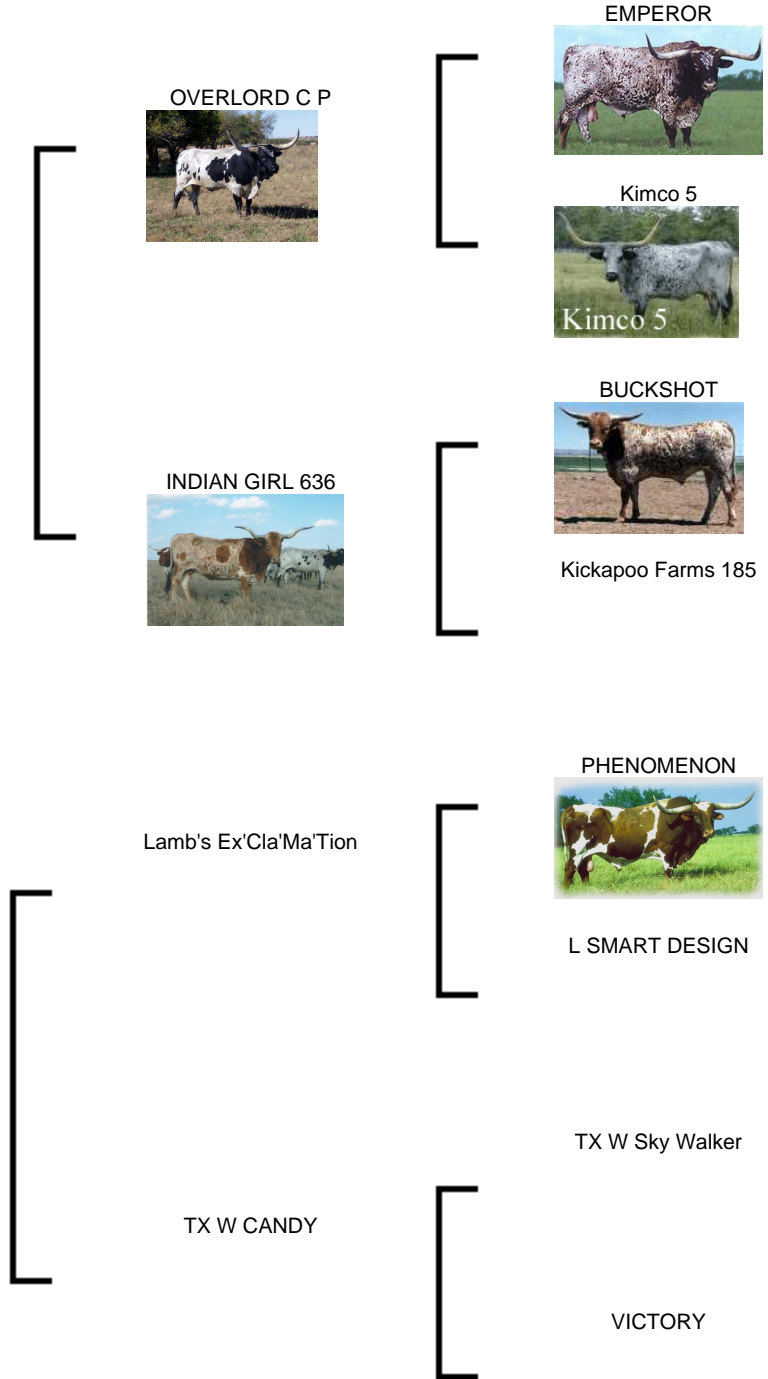 EMPEROR
OVERLORD C P
Kimco 5
Kimco 5
BUCKSHOT
INDIAN GIRL 636
Kickapoo Farms 185
PHENOMENON
Lamb's Ex'Cla'Ma'Tion
L SMART DESIGN
TX W Sky Walker
TX W CANDY
VICTORY